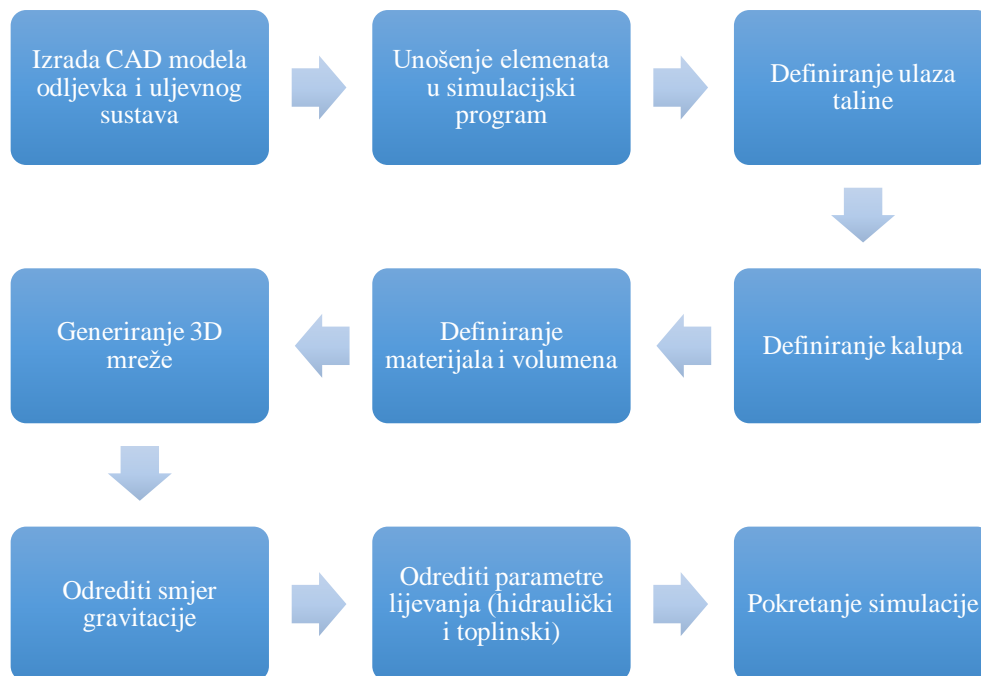 Izrada CAD modela
odljevka i uljevnog
sustava
Unošenje elemenata
u simulacijski
program
Definiranje ulaza
taline
Definiranje kalupa
Definiranje
materijala i volumena
Generiranje 3D
mreže
Odrediti smjer
gravitacije
Odrediti parametre
lijevanja (hidraulički
i toplinski)
Pokretanje simulacije